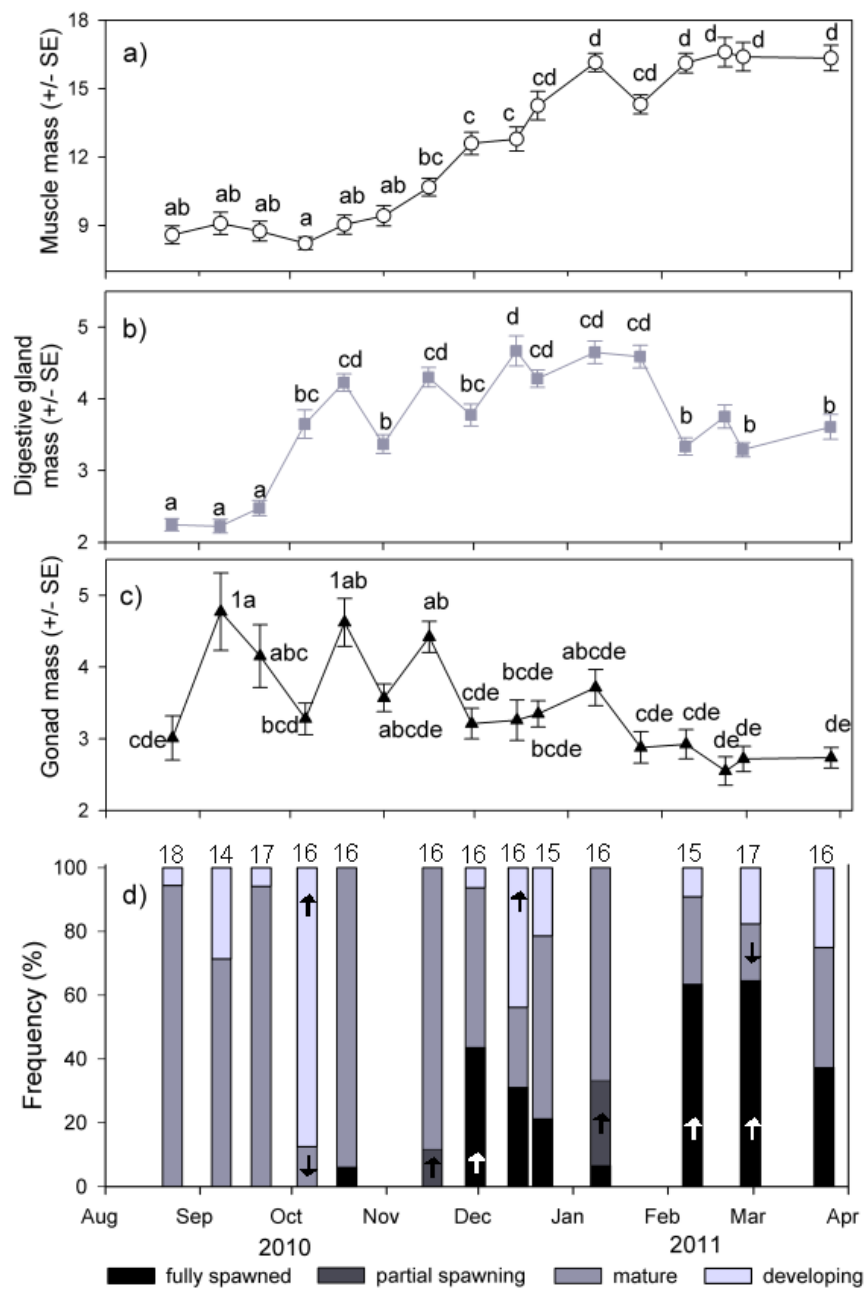 a)
Muscle mass (+/- SE)
18
15
12
9
ab ab ab a ab ab bc c c cd d cd d d d d
b)
Digestive gland
mass (+/- SE)
5
4
3
2
a a a bc cd b cd bc d cd cd cd b b b
c)
Gonad mass (+/- SE)
5
4
3
2
cde 1a abc bcd 1ab abcde ab cde bcde bcde abcde cde cde de de de
d)
18 14 17 16 16 16 16 16 15 16 15 17 16
Frequency (%)
100
80
60
40
20
0
Aug Sep Oct Nov Dec Jan Feb Mar Apr
2010 2011
fully spawned partial spawning mature developing